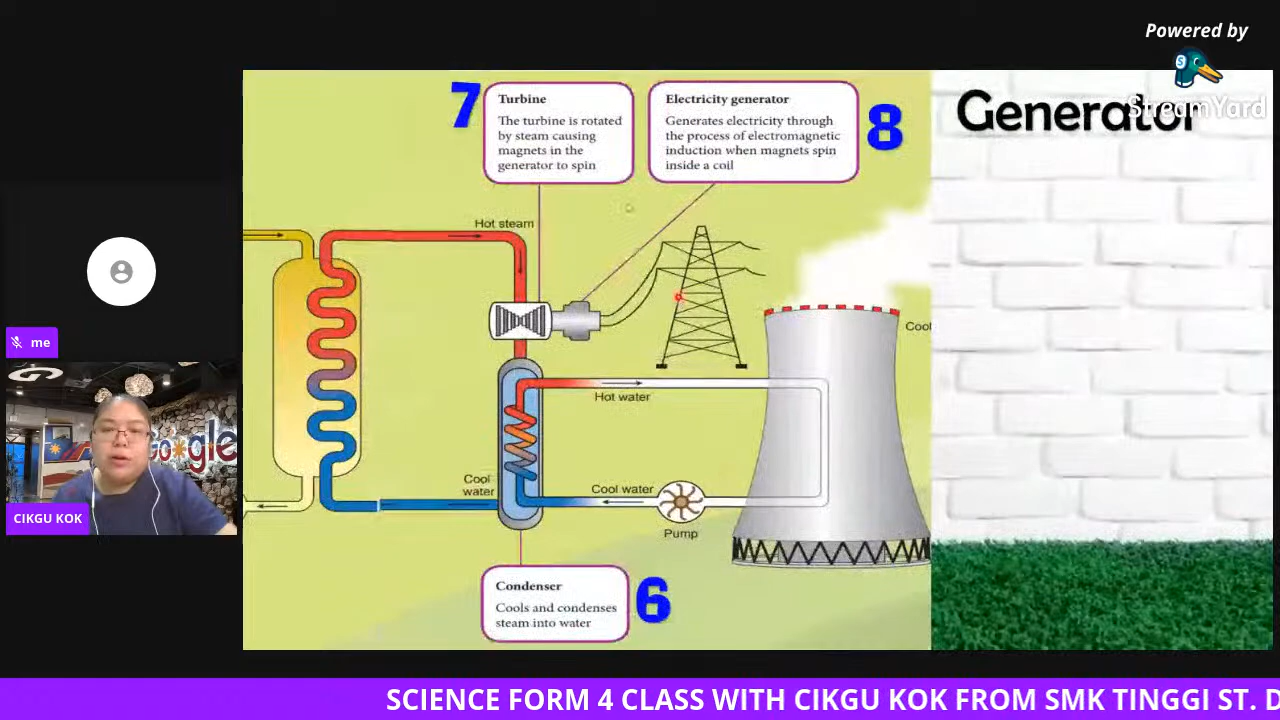 Powered by
StreamYard
Generator
7
Turbine
The turbine is rotated
by steam causing
magnets in the
generator to spin
Electricity generator
Generates electricity through
the process of electromagnetic
induction when magnets spin
inside a coil
8
Hot steam
Cool
Hot water
Cool
water
Cool water
Pump
Condenser
Cools and condenses
steam into water
6
me
Google
CIKGU KOK
SCIENCE FORM 4 CLASS WITH CIKGU KOK FROM SMK TINGGI ST. D